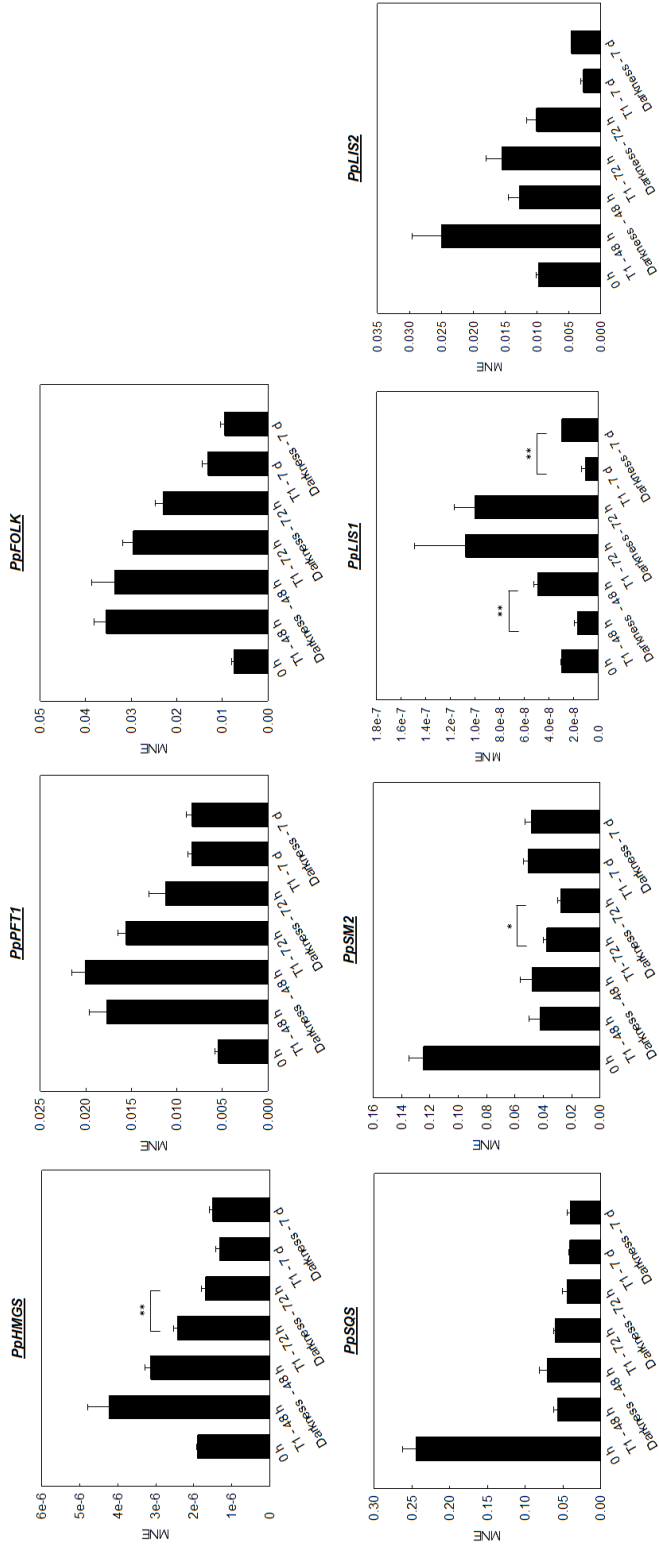 PpHMGS
6e-6
5e-6
4e-6
3e-6
2e-6
1e-6
0
MNE
**
0 h
T1 - 48 h
Darkness - 48 h
T1 - 72 h
Darkness - 72 h
T1 - 7 d
Darkness - 7 d
PpPFT1
0.025
0.020
0.015
0.010
0.005
0.000
MNE
0 h
T1 - 48 h
Darkness - 48 h
T1 - 72 h
Darkness - 72 h
T1 - 7 d
Darkness - 7 d
PpFOLK
0.05
0.04
0.03
0.02
0.01
0.00
MNE
0 h
T1 - 48 h
Darkness - 48 h
T1 - 72 h
Darkness - 72 h
T1 - 7 d
Darkness - 7 d
PpSQS
0.30
0.25
0.20
0.15
0.10
0.05
0.00
MNE
0 h
T1 - 48 h
Darkness - 48 h
T1 - 72 h
Darkness - 72 h
T1 - 7 d
Darkness - 7 d
PpSM2
0.16
0.14
0.12
0.10
0.08
0.06
0.04
0.02
0.00
MNE
*
0 h
T1 - 48 h
Darkness - 48 h
T1 - 72 h
Darkness - 72 h
T1 - 7 d
Darkness - 7 d
PpLIS1
1.8e-7
1.6e-7
1.4e-7
1.2e-7
1.0e-7
8.0e-8
6.0e-8
4.0e-8
2.0e-8
0.0
MNE
**
**
0 h
T1 - 48 h
Darkness - 48 h
T1 - 72 h
Darkness - 72 h
T1 - 7 d
Darkness - 7 d
PpLIS2
0.035
0.030
0.025
0.020
0.015
0.010
0.005
0.000
MNE
0 h
T1 - 48 h
Darkness - 48 h
T1 - 72 h
Darkness - 72 h
T1 - 7 d
Darkness - 7 d